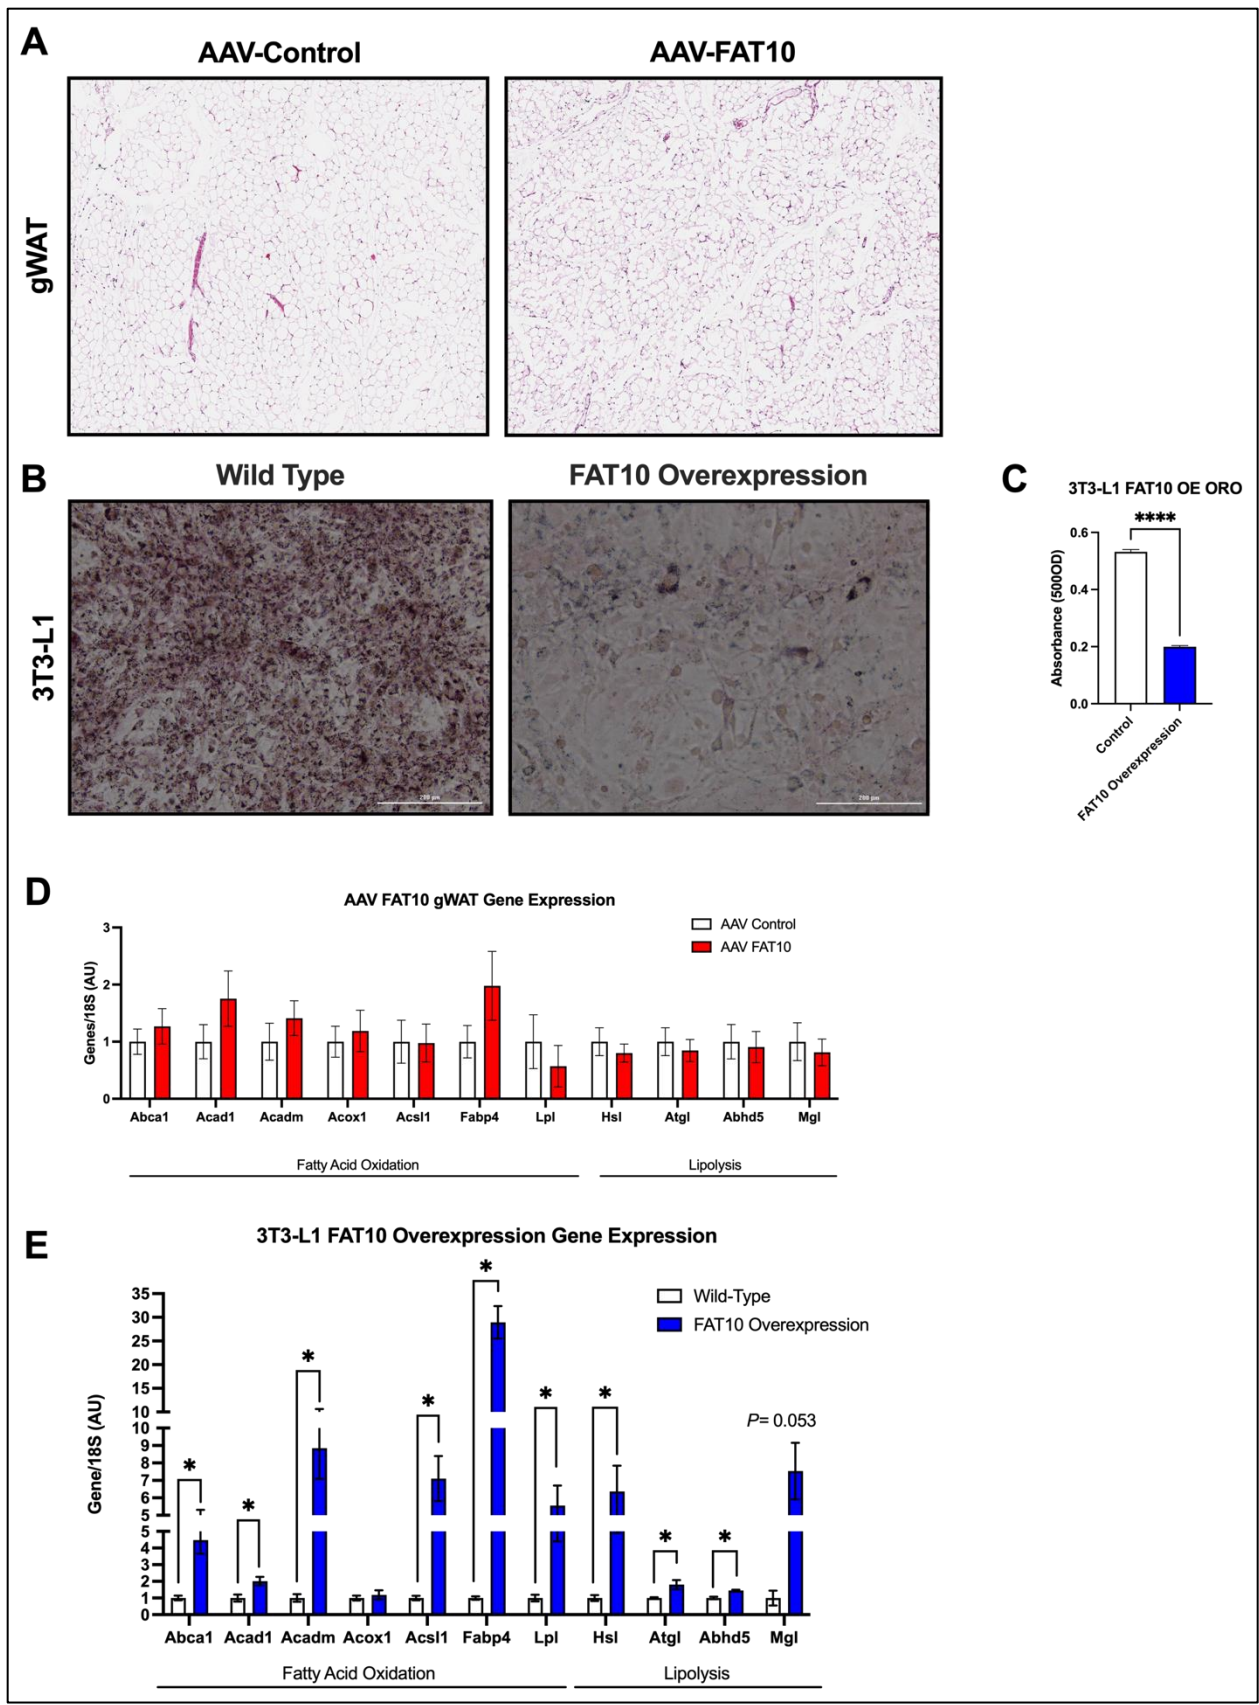 A
AAV-Control
AAV-FAT10
gWAT
B
Wild Type
FAT10 Overexpression
3T3-L1
200 µm
200 µm
C
3T3-L1 FAT10 OE ORO
****
Absorbance (500OD)
0.6
0.4
0.2
0.0
Control
FAT10 Overexpression
D
AAV FAT10 gWAT Gene Expression
AAV Control
AAV FAT10
Genes/18S (AU)
3
2
1
0
Abca1 Acad1 Acadm Acox1 Acsl1 Fabp4 Lpl Hsl Atgl Abhd5 Mgl
Fatty Acid Oxidation Lipolysis
E
3T3-L1 FAT10 Overexpression Gene Expression
Wild-Type
FAT10 Overexpression
Gene/18S (AU)
35
30
25
20
15
10
10
9
8
7
6
5
5
4
3
2
1
0
* * * * * * * * *
P= 0.053
Abca1 Acad1 Acadm Acox1 Acsl1 Fabp4 Lpl Hsl Atgl Abhd5 Mgl
Fatty Acid Oxidation Lipolysis